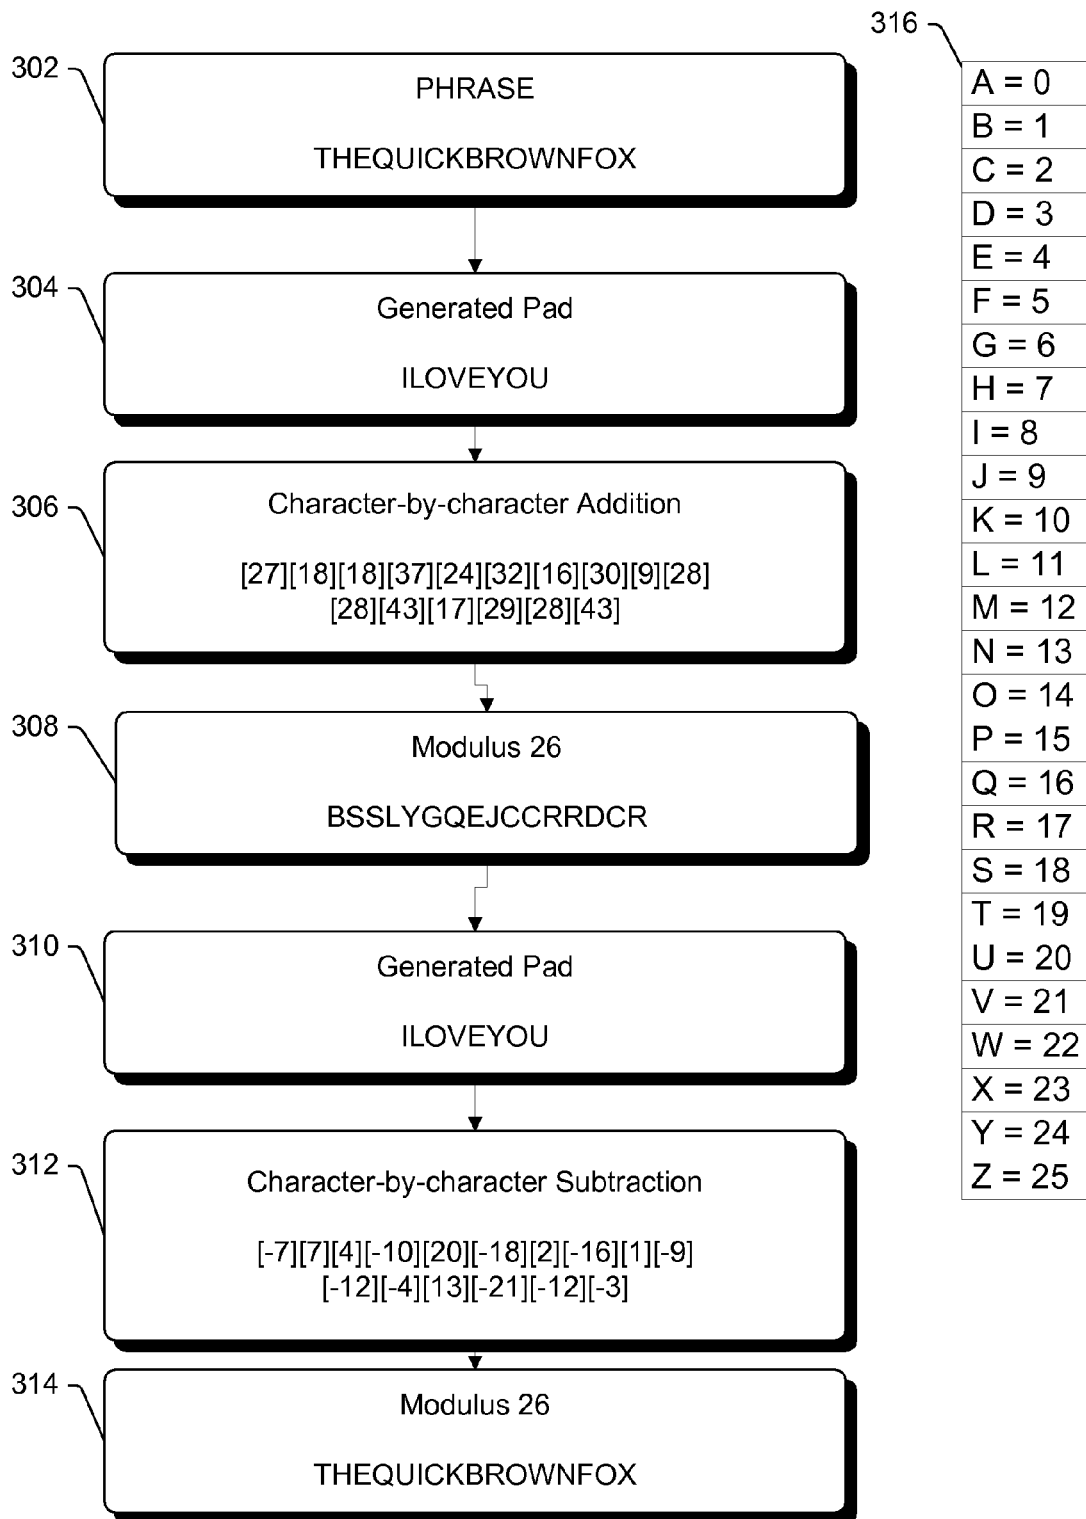 302
PHRASE
THEQUICKBROWNFOX
304
Generated Pad
ILOVEYOU
306
Character-by-character Addition
[27][18][18][37][24][32][16][30][9][28]
[28][43][17][29][28][43]
308
Modulus 26
BSSLYGQEJCCRRDCR
310
Generated Pad
ILOVEYOU
312
Character-by-character Subtraction
[-7][7][4][-10][20][-18][2][-16][1][-9]
[-12][-4][13][-21][-12][-3]
314
Modulus 26
THEQUICKBROWNFOX
316
A = 0
B = 1
C = 2
D = 3
E = 4
F = 5
G = 6
H = 7
I = 8
J = 9
K = 10
L = 11
M = 12
N = 13
O = 14
P = 15
Q = 16
R = 17
S = 18
T = 19
U = 20
V = 21
W = 22
X = 23
Y = 24
Z = 25